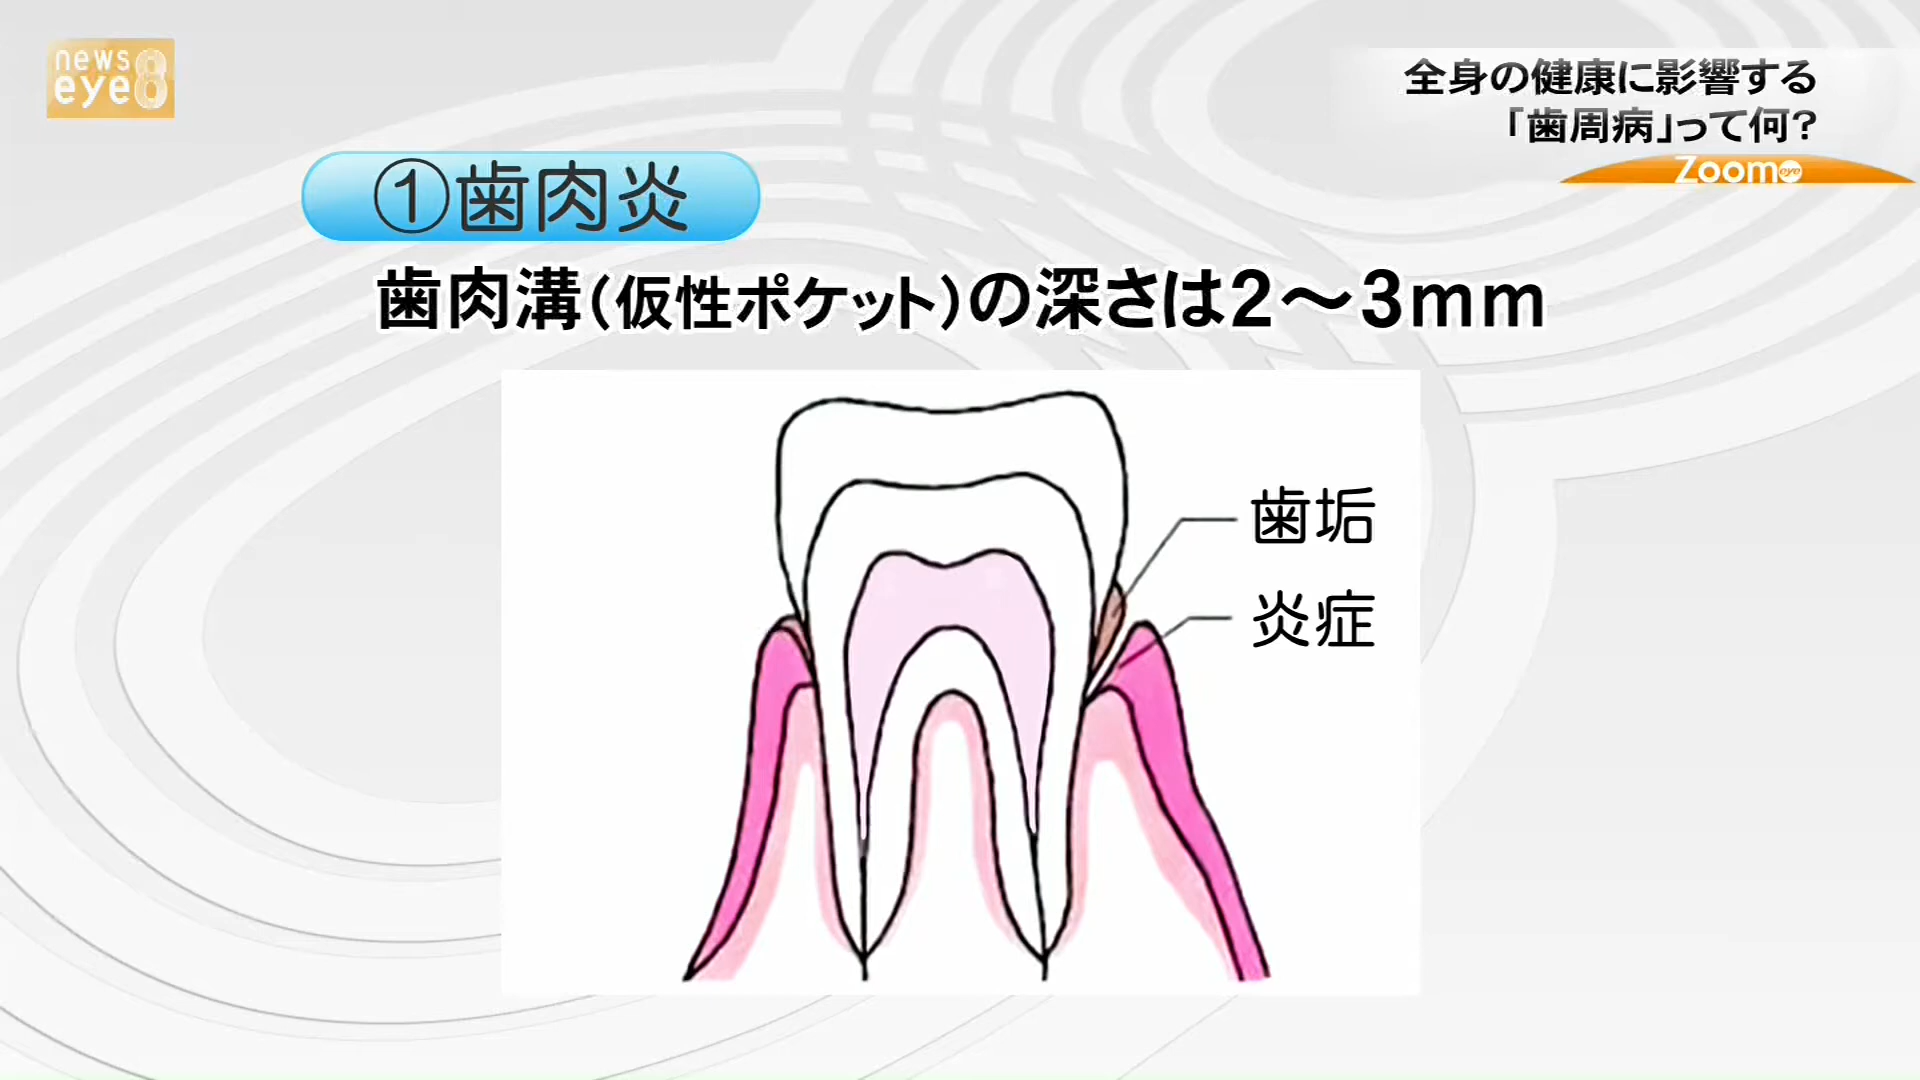 news
eye8
全身の健康に影響する
「歯周病」って何？
Zoom eye
①歯肉炎
歯肉溝（仮性ポケット）の深さは2～3mm
歯垢
炎症